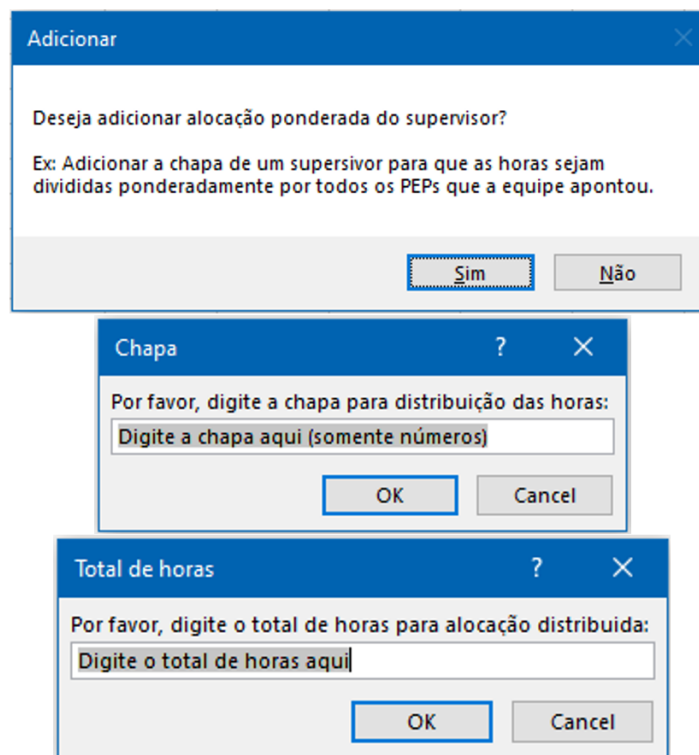 Adicionar
Deseja adicionar alocação ponderada do supervisor?
Ex: Adicionar a chapa de um supersivor para que as horas sejam
divididas ponderadamente por todos os PEPs que a equipe apontou.
Sim Não
Chapa ?
Por favor, digite a chapa para distribuição das horas:
Digite a chapa aqui (somente números)
OK Cancel
Total de horas ?
Por favor, digite o total de horas para alocação distribuida:
Digite o total de horas aqui
OK Cancel